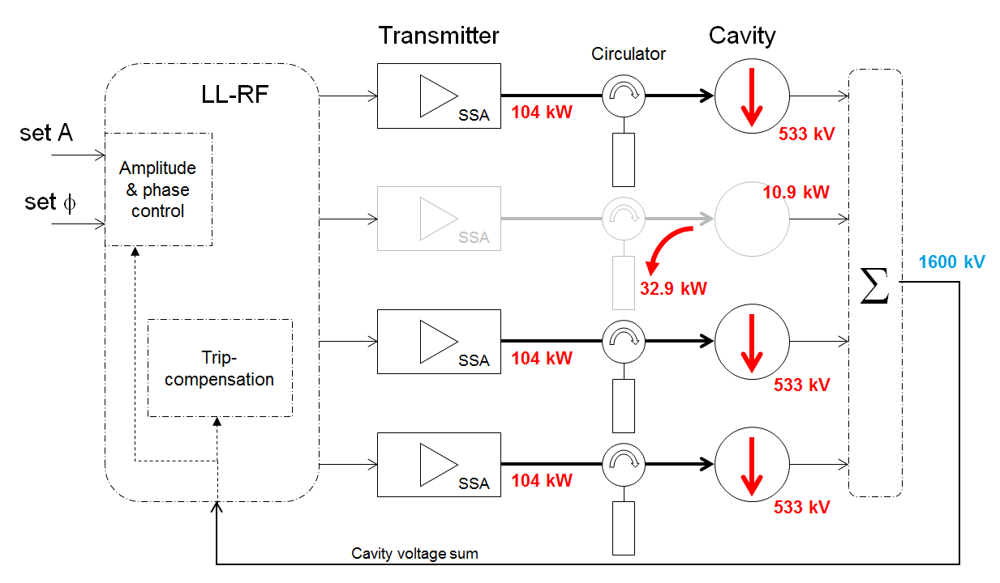 Transmitter
Cavity
Circulator
LL-RF
set A
set ϕ
Amplitude
& phase
control
Trip-
compensation
SSA
104 kW
533 kV
SSA
10.9 kW
32.9 kW
SSA
104 kW
533 kV
SSA
104 kW
533 kV
Σ
1600 kV
Cavity voltage sum